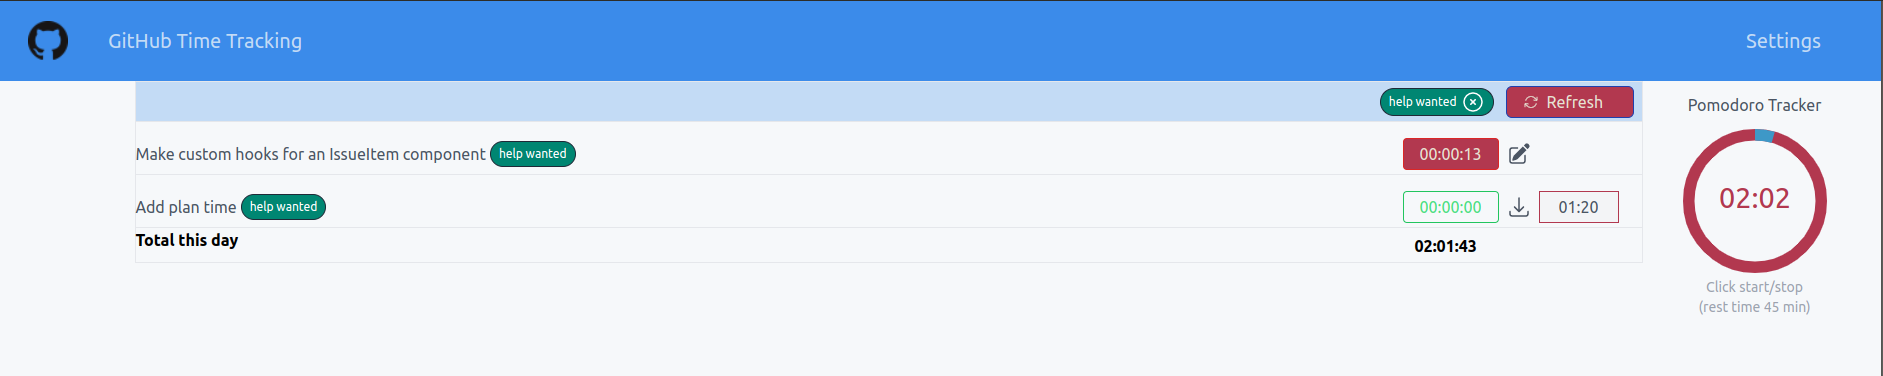 GitHub Time Tracking
Settings
help wanted
Refresh
Make custom hooks for an IssueItem component help wanted
00:00:13
Add plan time help wanted
00:00:00
01:20
Total this day
02:01:43
Pomodoro Tracker
02:02
Click start/stop
(rest time 45 min)